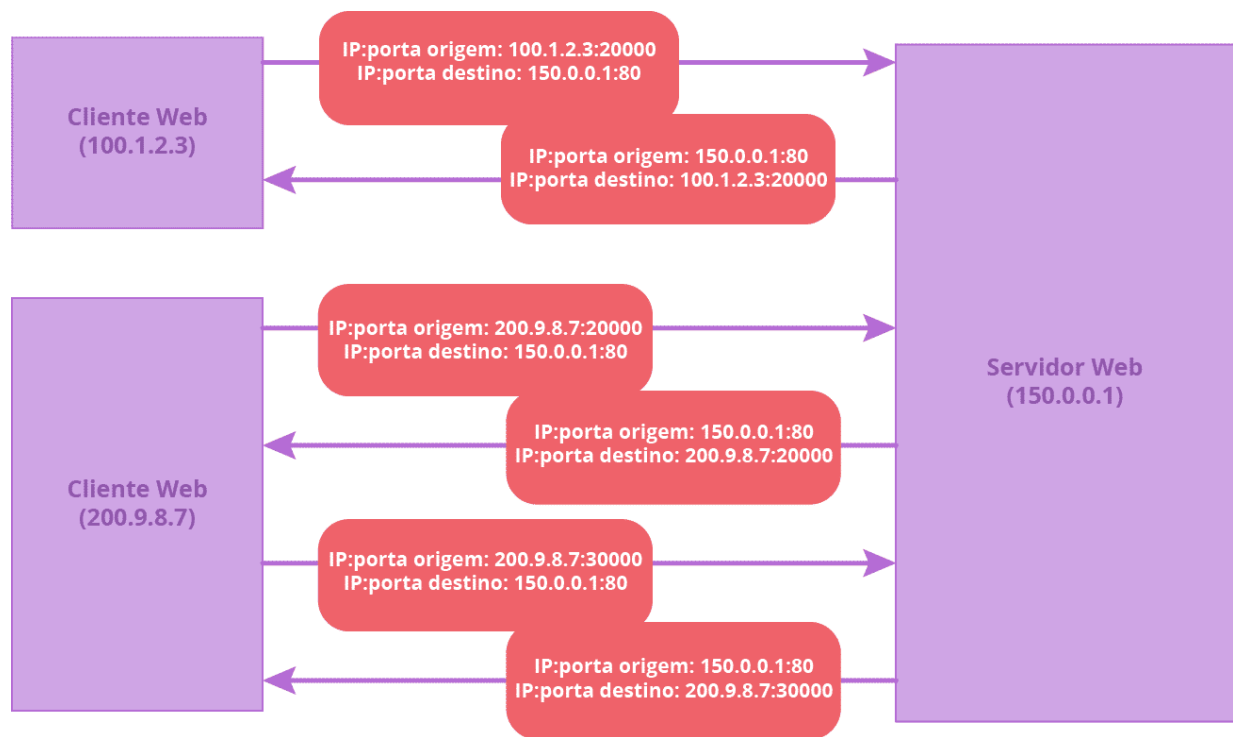 IP:porta origem: 100.1.2.3:20000
IP:porta destino: 150.0.0.1:80
Cliente Web
(100.1.2.3)
IP:porta origem: 150.0.0.1:80
IP:porta destino: 100.1.2.3:20000
IP:porta origem: 200.9.8.7:20000
IP:porta destino: 150.0.0.1:80
Servidor Web
(150.0.0.1)
IP:porta origem: 150.0.0.1:80
IP:porta destino: 200.9.8.7:20000
Cliente Web
(200.9.8.7)
IP:porta origem: 200.9.8.7:30000
IP:porta destino: 150.0.0.1:80
IP:porta origem: 150.0.0.1:80
IP:porta destino: 200.9.8.7:30000